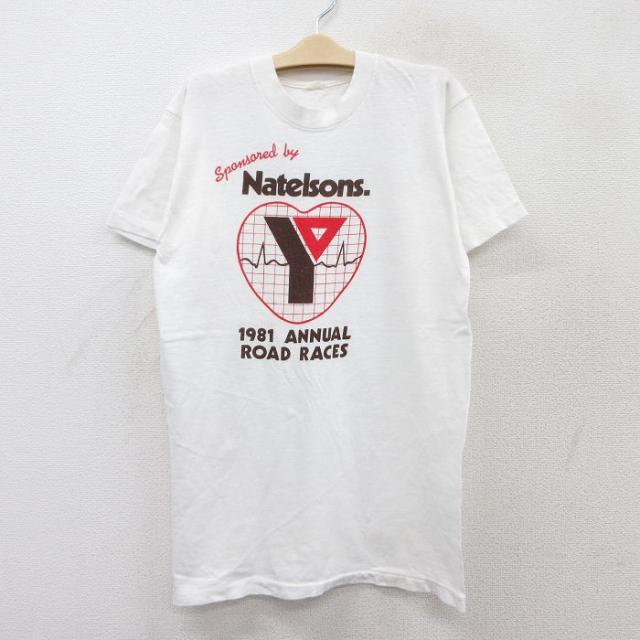 Sponsored by
Natelsons.
Y
1981 ANNUAL
ROAD RACES